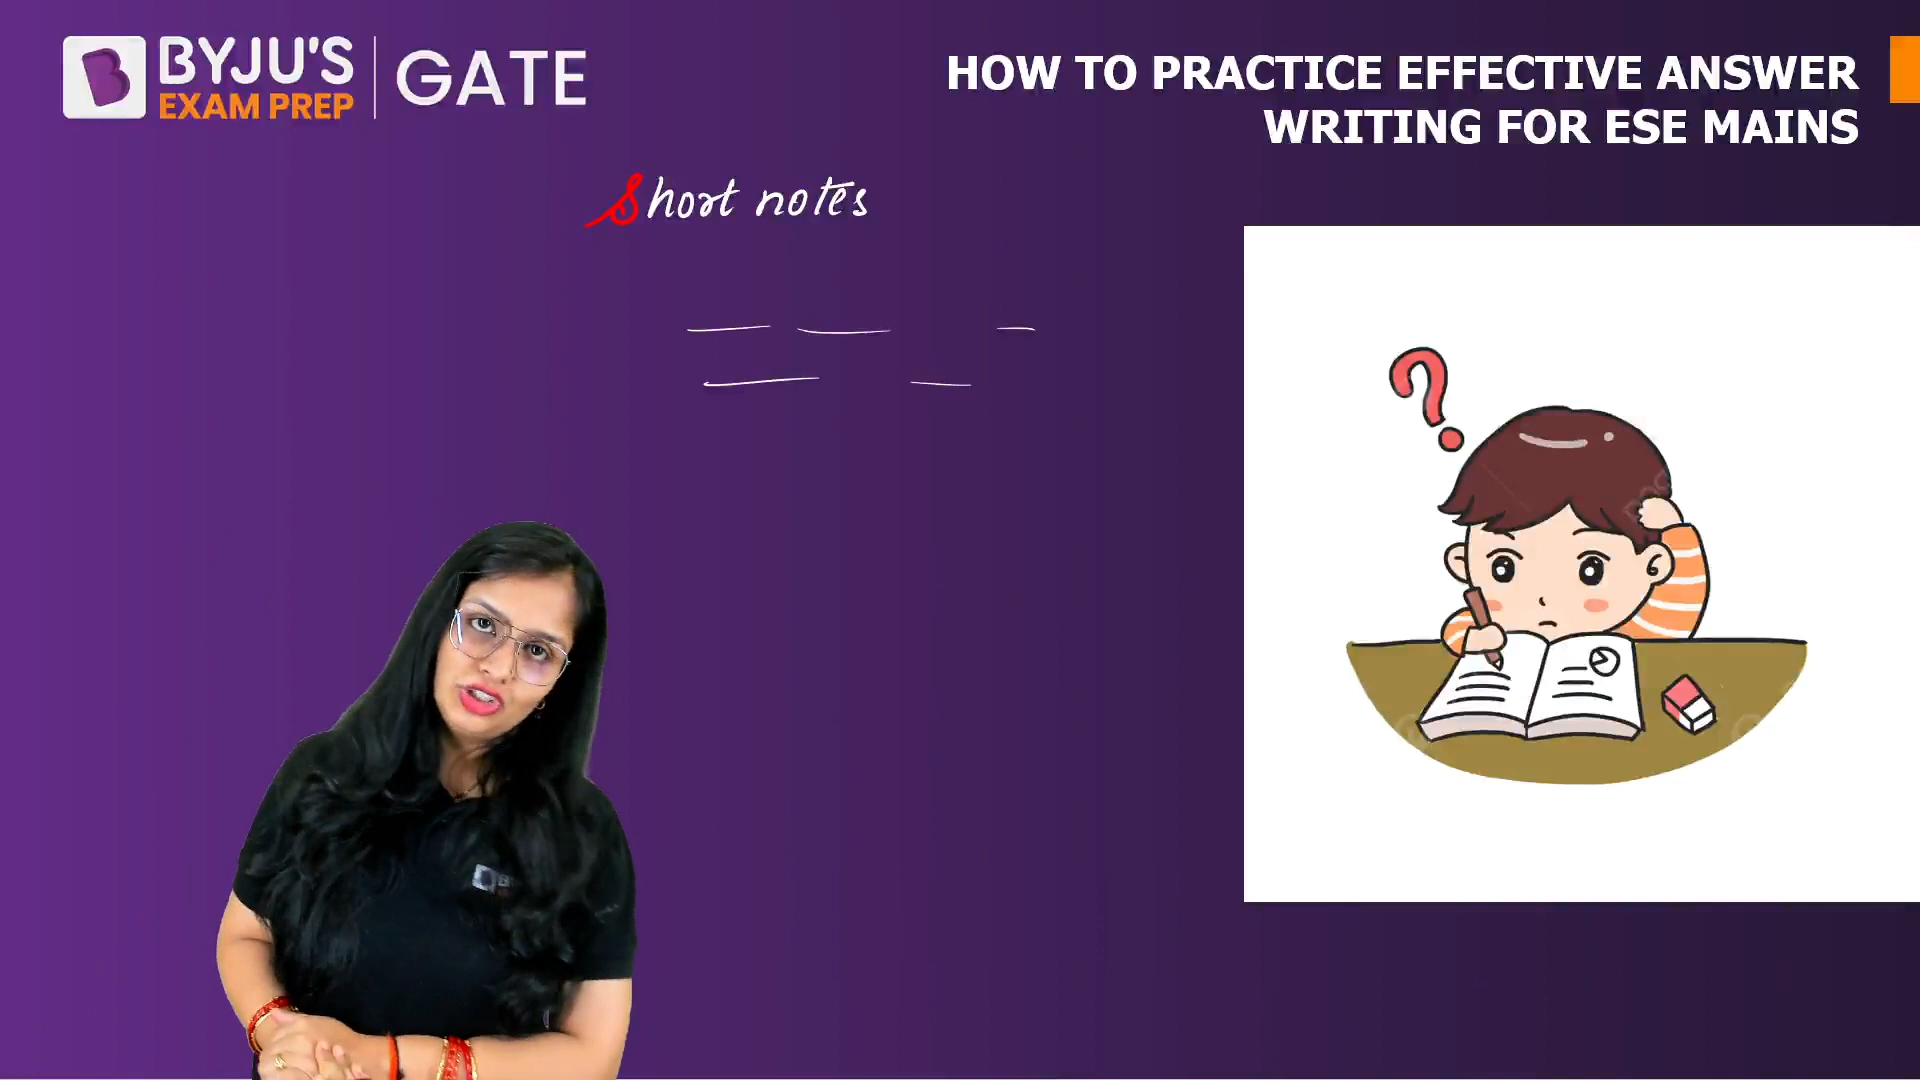 BYJU'S
EXAM PREP
GATE
HOW TO PRACTICE EFFECTIVE ANSWER
WRITING FOR ESE MAINS
Short notes